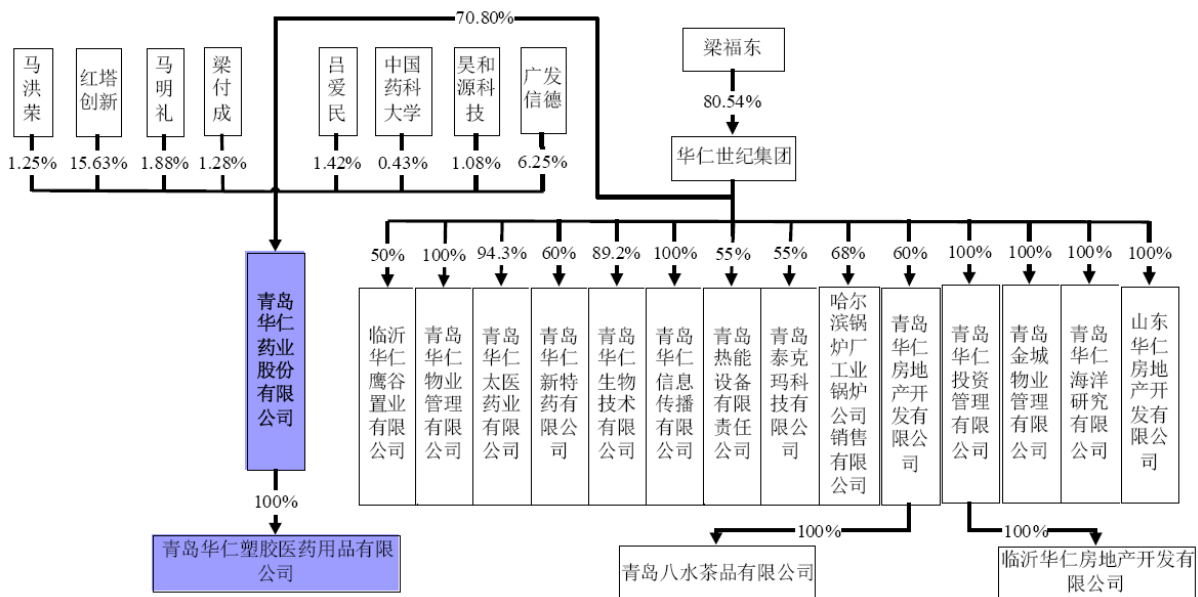 70.80%
马
洪
荣
红塔
创新
马
明
礼
梁
付
成
吕
爱
民
中国
药科
大学
昊和
源科
技
广发
信德
梁福东
80.54%
华仁世纪集团
1.25%
15.63%
1.88%
1.28%
1.42%
0.43%
1.08%
6.25%
50%
100%
94.3%
60%
89.2%
100%
55%
55%
68%
60%
100%
100%
100%
100%
青岛
华仁
药业
股份
有限
公司
临沂
华仁
鹰谷
置业
有限
公司
青岛
华仁
物业
管理
有限
公司
青岛
华仁
太医
药业
有限
公司
青岛
华仁
新特
药有
限公
司
青岛
华仁
生物
技术
有限
公司
青岛
华仁
信息
传播
有限
公司
青岛
热能
设备
有限
责任
公司
青岛
泰克
玛科
技有
限公
司
哈尔
滨锅
炉厂
工业
锅炉
公司
销售
有限
公司
青岛
华仁
房地
产开
发有
限公
司
青岛
华仁
投资
管理
有限
公司
青岛
金城
物业
管理
有限
公司
青岛
华仁
海洋
研究
有限
公司
山东
华仁
房地
产开
发有
限公
司
100%
青岛华仁塑胶医药用品有限
公司
100%
青岛八水茶品有限公司
100%
临沂华仁房地产开发有
限公司